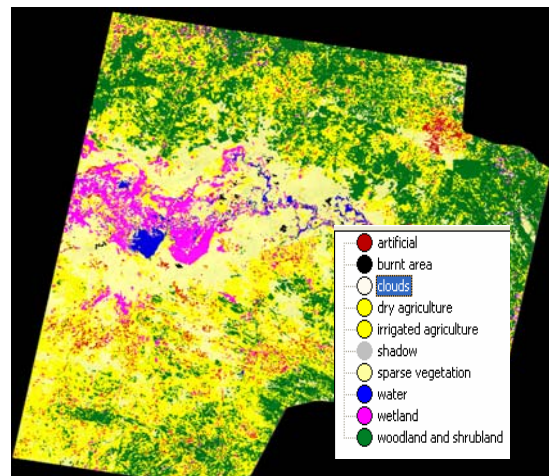 artificial
burnt area
clouds
dry agriculture
irrigated agriculture
shadow
sparse vegetation
water
wetland
woodland and shrubland